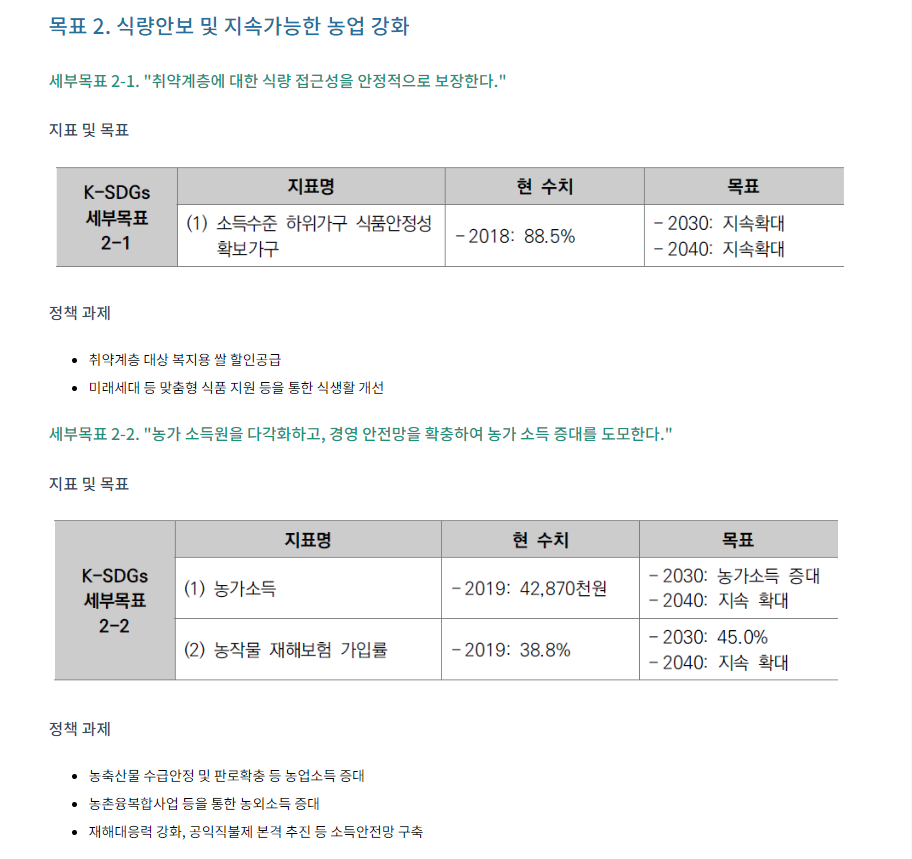 목표 2. 식량안보 및 지속가능한 농업 강화
세부목표 2-1. "취약계층에 대한 식량 접근성을 안정적으로 보장한다."
지표 및 목표
K-SDGs
세부목표
2-1
지표명
현 수치
목표
(1) 소득수준 하위가구 식품안정성
확보가구
- 2018: 88.5%
- 2030: 지속확대
- 2040: 지속확대
정책 과제
• 취약계층 대상 복지용 쌀 할인공급
• 미래세대 등 맞춤형 식품 지원 등을 통한 식생활 개선
세부목표 2-2. "농가 소득원을 다각화하고, 경영 안전망을 확충하여 농가 소득 증대를 도모한다."
지표 및 목표
K-SDGs
세부목표
2-2
지표명
현 수치
목표
(1) 농가소득
- 2019: 42,870천원
- 2030: 농가소득 증대
- 2040: 지속 확대
(2) 농작물 재해보험 가입률
- 2019: 38.8%
- 2030: 45.0%
- 2040: 지속 확대
정책 과제
• 농축산물 수급안정 및 판로확충 등 농업소득 증대
• 농촌융복합사업 등을 통한 농외소득 증대
• 재해대응력 강화, 공익직불제 본격 추진 등 소득안전망 구축